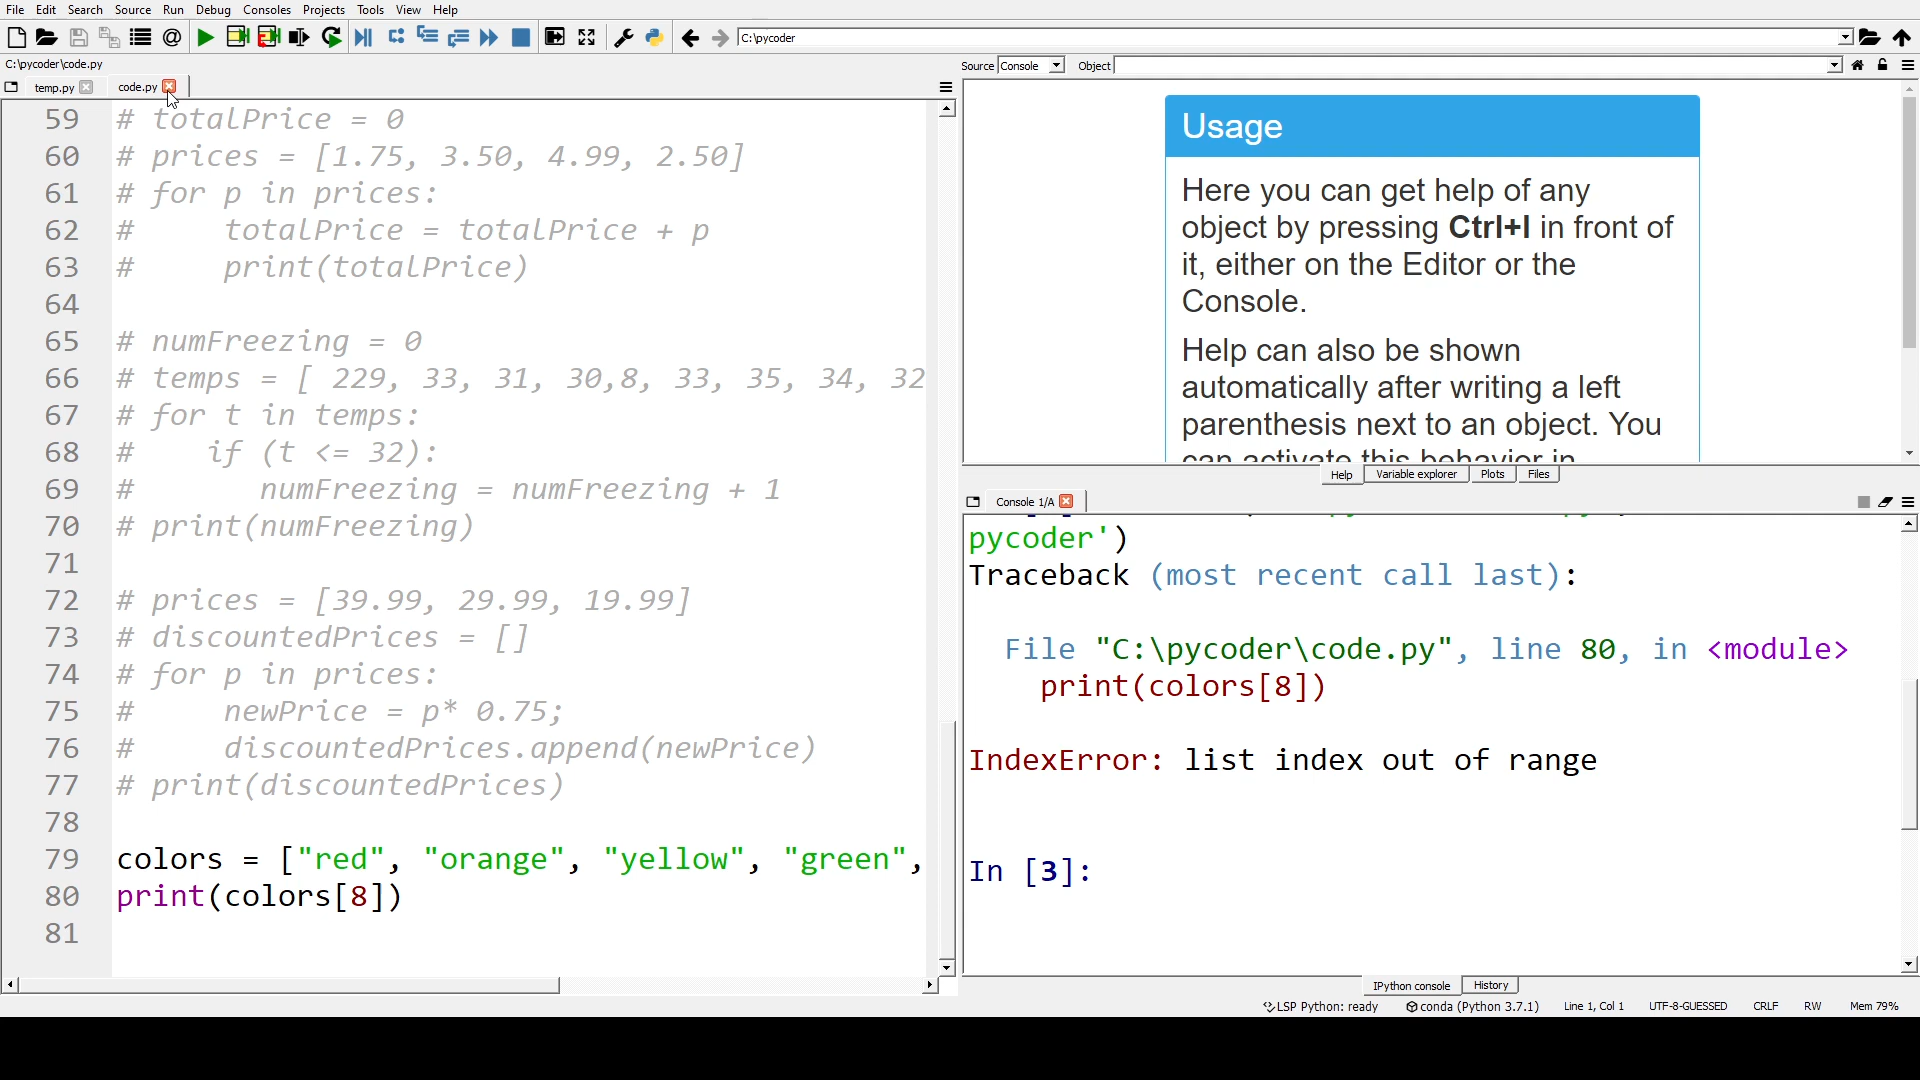 File Edit Search Source Run Debug Consoles Projects Tools View Help
C:\pycoder
C:\pycoder\code.py
temp.py
code.py
59 # totalPrice = 0
60 # prices = [1.75, 3.50, 4.99, 2.50]
61 # for p in prices:
62 #     totalPrice = totalPrice + p
63 #     print(totalPrice)
64
65 # numFreezing = 0
66 # temps = [ 229, 33, 31, 30,8, 33, 35, 34, 32
67 # for t in temps:
68 #    if (t <= 32):
69 #       numFreezing = numFreezing + 1
70 # print(numFreezing)
71
72 # prices = [39.99, 29.99, 19.99]
73 # discountedPrices = []
74 # for p in prices:
75 #     newPrice = p* 0.75;
76 #     discountedPrices.append(newPrice)
77 # print(discountedPrices)
78
79 colors = ["red", "orange", "yellow", "green",
80 print(colors[8])
81
Source Console Object
Usage
Here you can get help of any
object by pressing Ctrl+I in front of
it, either on the Editor or the
Console.
Help can also be shown
automatically after writing a left
parenthesis next to an object. You
can activate this behavior in
Help Variable explorer Plots Files
Console 1/A
pycoder')
Traceback (most recent call last):
File "C:\pycoder\code.py", line 80, in <module>
print(colors[8])
IndexError: list index out of range
In [3]:
IPython console History
LSP Python: ready conda (Python 3.7.1) Line 1, Col 1 UTF-8-GUESSED CRLF RW Mem 79%